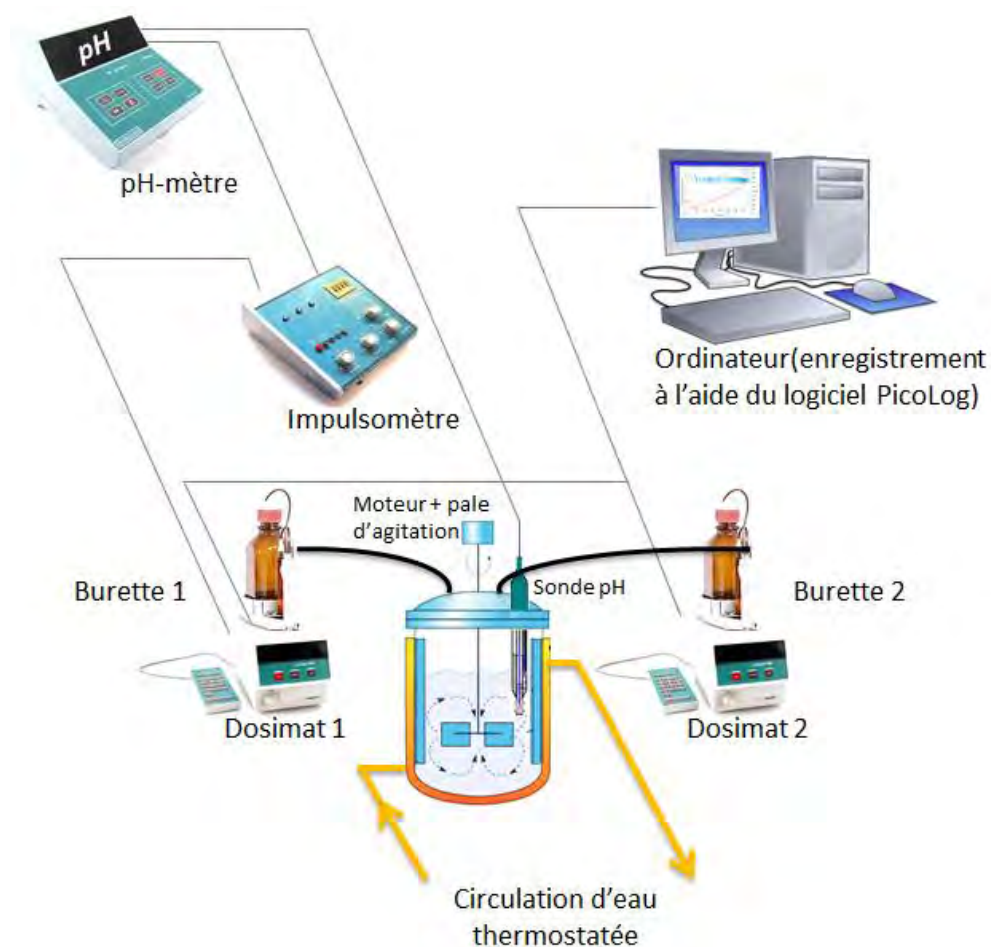 pH
pH-mètre
Impulsomètre
Ordinateur(enregistrement
à l'aide du logiciel PicoLog)
Moteur + pale
d'agitation
Burette 1
Sonde pH
Burette 2
Dosimat 1
Dosimat 2
Circulation d'eau
thermostatée